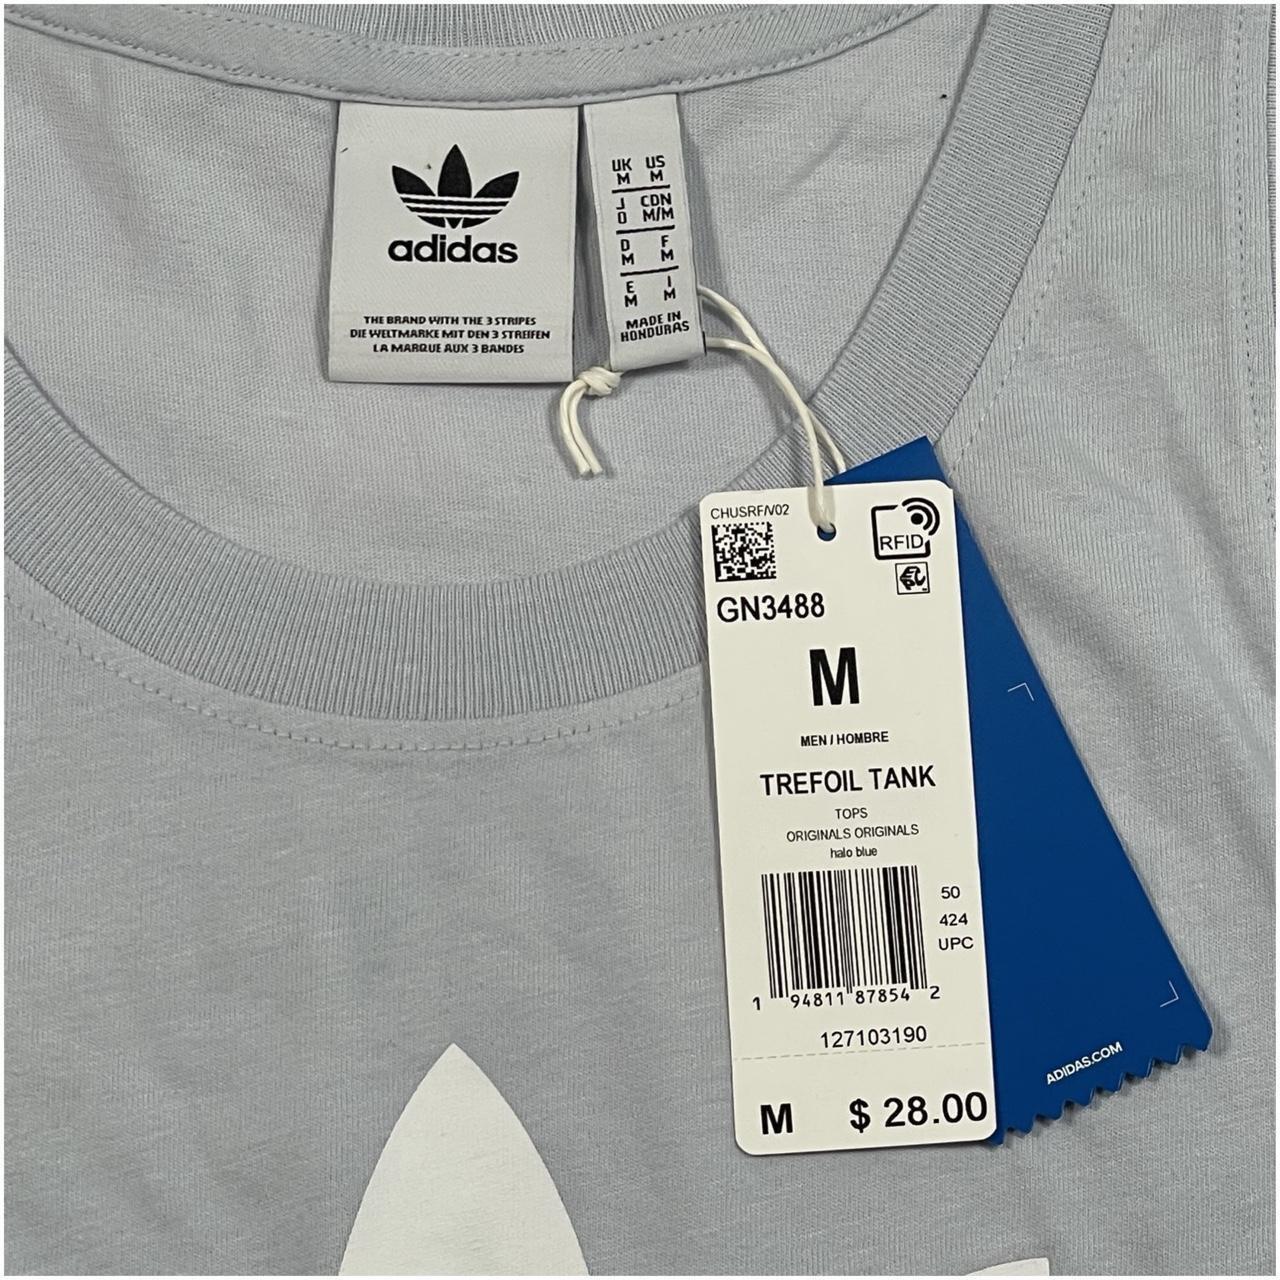 adidas
THE BRAND WITH THE 3 STRIPES
DIE WELTMARKE MIT DEN 3 STREIFEN
LA MARQUE AUX 3 BANDES
UK US
M M
J CDN
O M/M
D F
M M
E I
M M
MADE IN
HONDURAS
CHUSRF/V02
RFID
GN3488
M
MEN / HOMBRE
TREFOIL TANK
TOPS
ORIGINALS ORIGINALS
halo blue
50
424
UPC
1 94811 87854 2
127103190
M $ 28.00
ADIDAS.COM